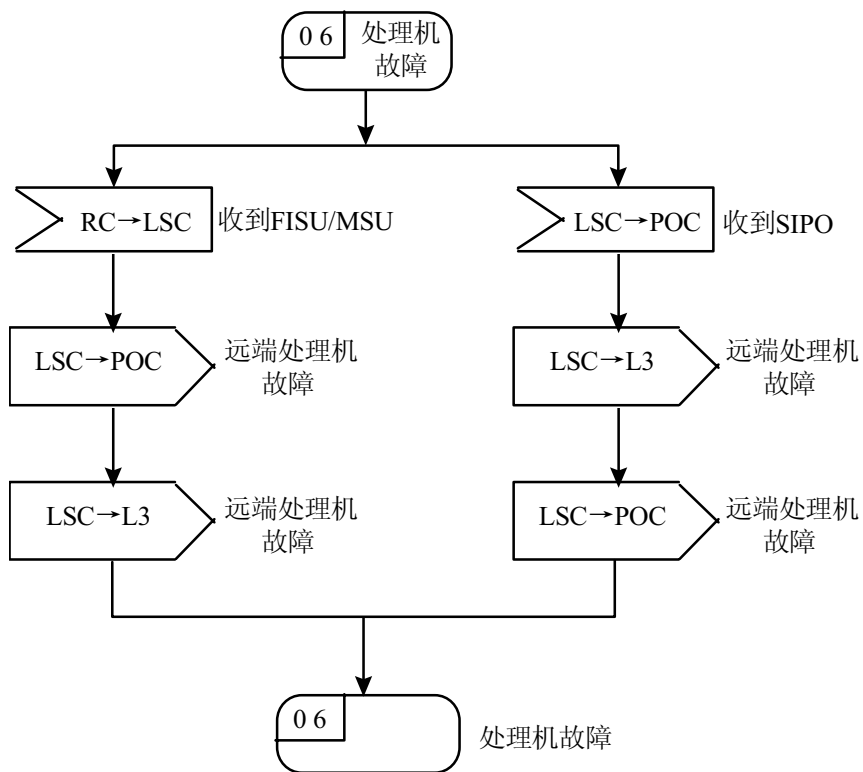 0 6 处理机
故障
RC→LSC 收到FISU/MSU
LSC→POC 收到SIPO
LSC→POC 远端处理机
故障
LSC→L3 远端处理机
故障
LSC→L3 远端处理机
故障
LSC→POC 远端处理机
故障
0 6
处理机故障